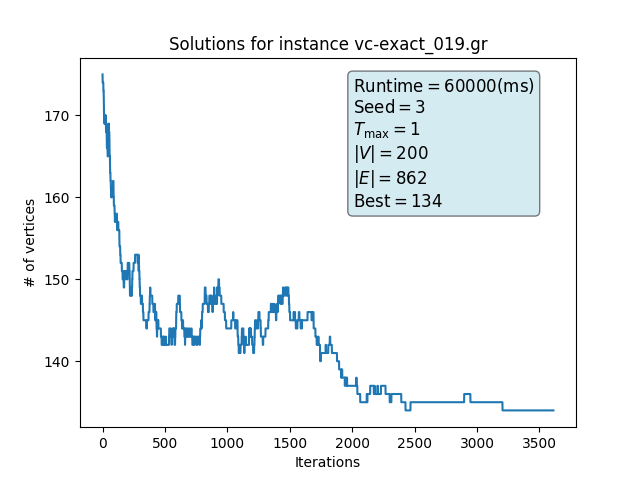 Solutions for instance vc-exact_019.gr
Runtime = 60000(ms)
Seed = 3
T_max = 1
|V| = 200
|E| = 862
Best = 134
# of vertices
170
160
150
140
0 500 1000 1500 2000 2500 3000 3500
Iterations